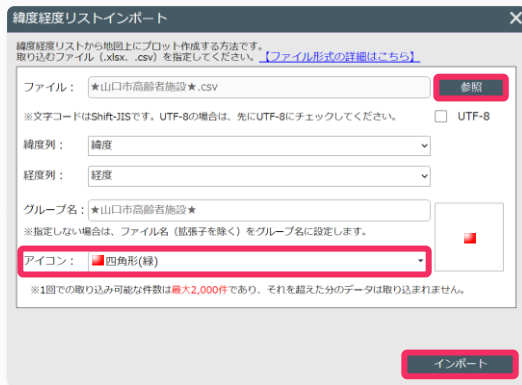 緯度経度リストインポート
緯度経度リストから地図上にプロット作成する方法です。
取り込むファイル（.xlsx、.csv）を指定してください。【ファイル形式の詳細はこちら】
ファイル： ★山口市高齢者施設★.csv 参照
※文字コードはShift-JISです。UTF-8の場合は、先にUTF-8にチェックしてください。 UTF-8
緯度列： 緯度
経度列： 経度
グループ名： ★山口市高齢者施設★
※指定しない場合は、ファイル名（拡張子を除く）をグループ名に設定します。
アイコン： 四角形(緑)
※1回での取り込み可能な件数は最大2,000件であり、それを超えた分のデータは取り込まれません。
インポート